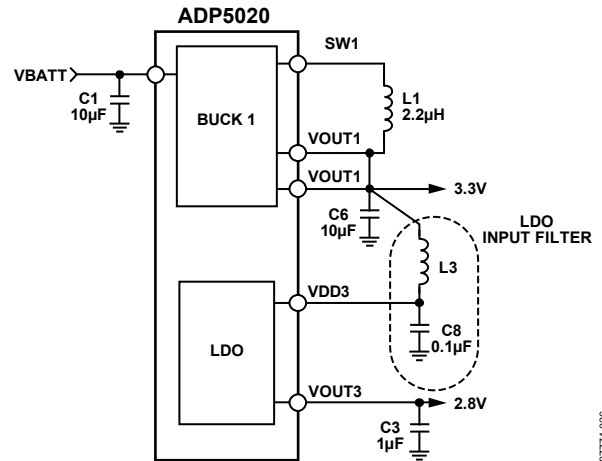 ADP5020
SW1
VBATT
C1
10µF
BUCK 1
L1
2.2µH
VOUT1
VOUT1
3.3V
C6
10µF
LDO
INPUT FILTER
L3
VDD3
C8
0.1µF
LDO
VOUT3
2.8V
C3
1µF